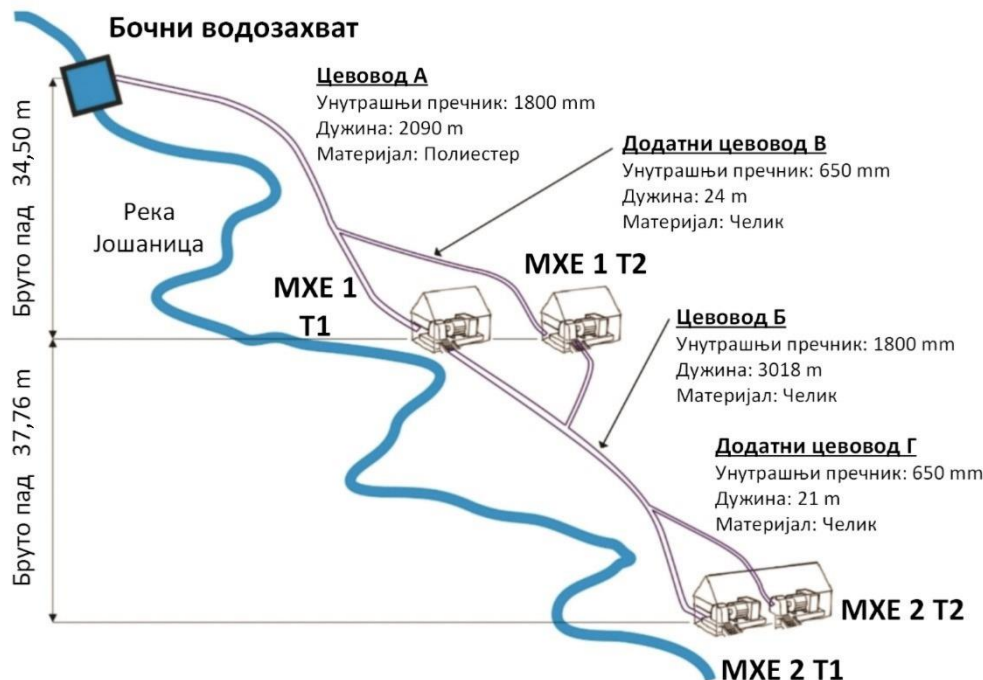 Бочни водозахват
Цевовод А
Унутрашњи пречник: 1800 mm
Дужина: 2090 m
Материјал: Полиестер
Бруто пад 34,50 m
Додатни цевовод В
Унутрашњи пречник: 650 mm
Дужина: 24 m
Материјал: Челик
Река
Јошаница
МХЕ 1
Т1
МХЕ 1 Т2
Цевовод Б
Унутрашњи пречник: 1800 mm
Дужина: 3018 m
Материјал: Челик
Бруто пад 37,76 m
Додатни цевовод Г
Унутрашњи пречник: 650 mm
Дужина: 21 m
Материјал: Челик
МХЕ 2 Т2
МХЕ 2 Т1